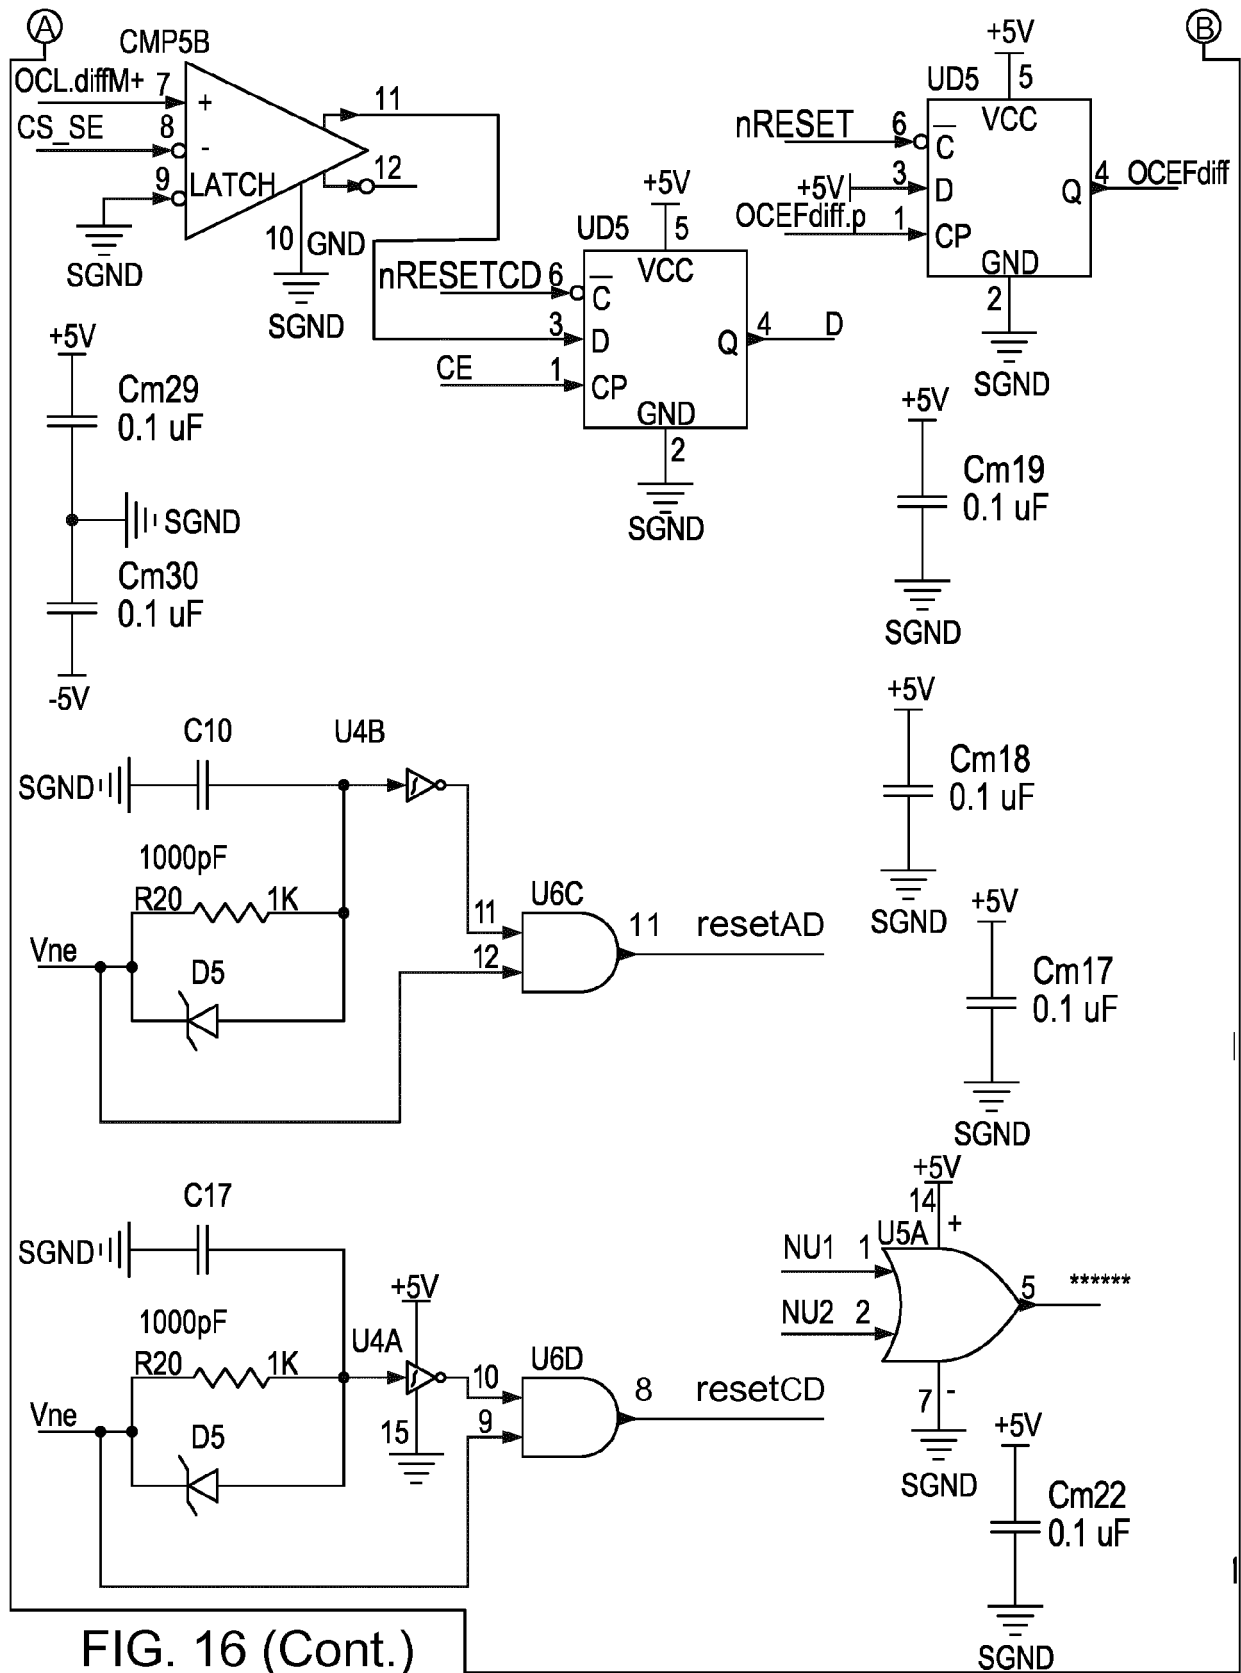 A
B
CMP5B
OCL.diffM+ 7
+
11
CS_SE 8
-
12
9
LATCH
10 GND
SGND
SGND
+5V
UD5 5
VCC
nRESET 6
C
+5V 3
D
Q 4 OCEFdiff
OCEFdiff.p 1
CP
GND
2
SGND
+5V
UD5 5
VCC
nRESETCD 6
C
3
D
Q 4 D
CE 1
CP
GND
2
SGND
+5V
Cm29
0.1 uF
SGND
Cm30
0.1 uF
-5V
+5V
Cm19
0.1 uF
SGND
+5V
Cm18
0.1 uF
SGND
C10
U4B
SGND
1000pF
R20 1K
Vne
D5
U6C
11
12
11 resetAD
+5V
Cm17
0.1 uF
SGND
C17
SGND
1000pF
R20 1K
U4A
+5V
15
Vne
D5
U6D
10
9
8 resetCD
+5V
14
+
U5A
NU1 1
NU2 2
5 ******
7 -
SGND
+5V
Cm22
0.1 uF
SGND
FIG. 16 (Cont.)